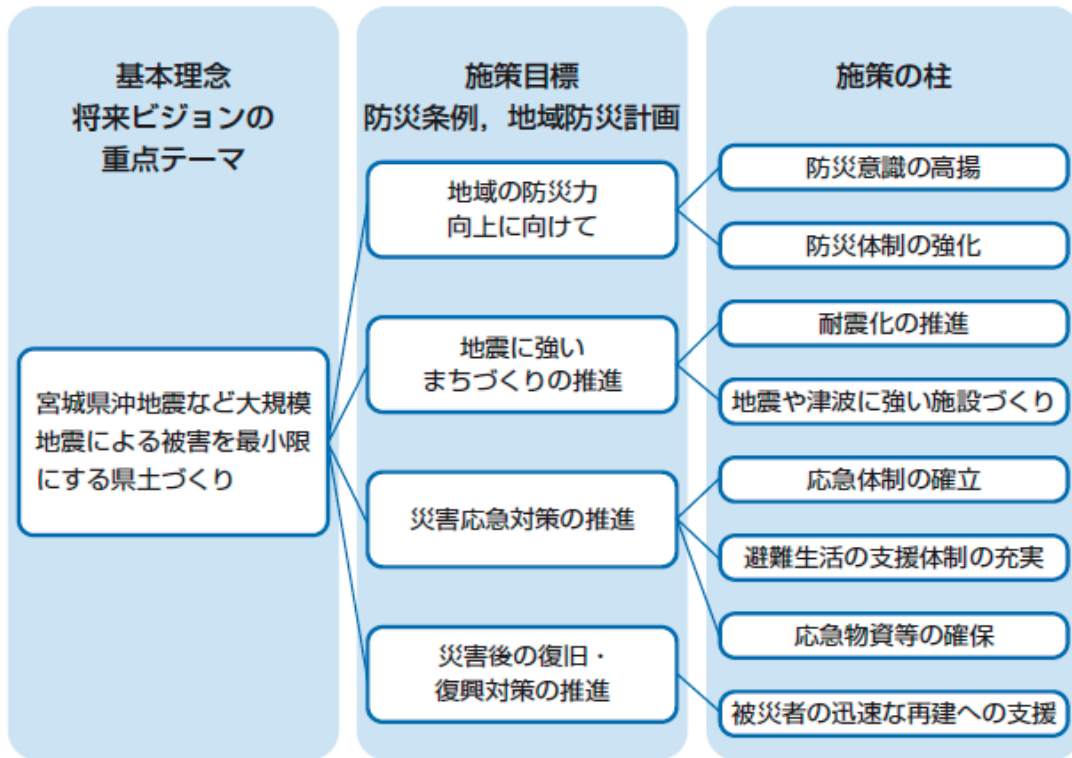 基本理念
将来ビジョンの
重点テーマ
宮城県沖地震など大規模
地震による被害を最小限
にする県土づくり
施策目標
防災条例，地域防災計画
地域の防災力
向上に向けて
地震に強い
まちづくりの推進
災害応急対策の推進
災害後の復旧・
復興対策の推進
施策の柱
防災意識の高揚
防災体制の強化
耐震化の推進
地震や津波に強い施設づくり
応急体制の確立
避難生活の支援体制の充実
応急物資等の確保
被災者の迅速な再建への支援